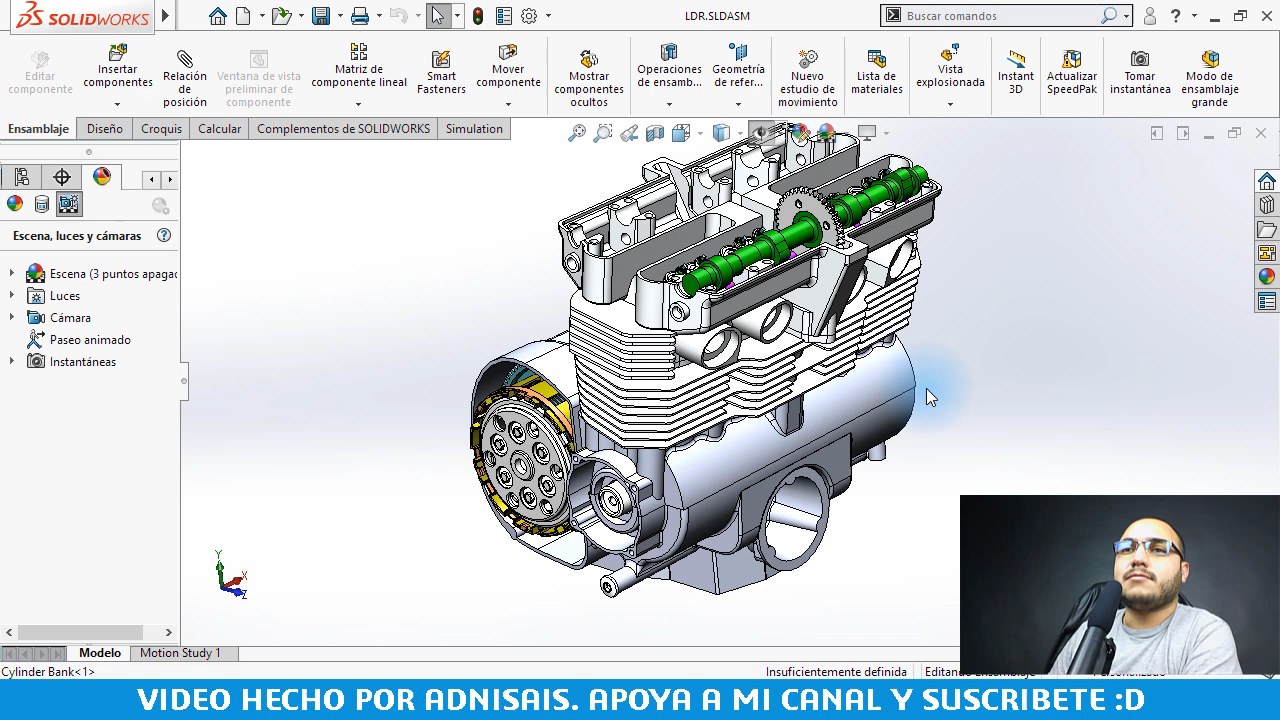 SOLIDWORKS
LDR.SLDASM
Buscar comandos
?
Editar
componente
Insertar
componentes
Relación
de
posición
Ventana de vista
preliminar de
componente
Matriz de
componente lineal
Smart
Fasteners
Mover
componente
Mostrar
componentes
ocultos
Operaciones
de ensamb...
Geometría
de refer...
Nuevo
estudio de
movimiento
Lista de
materiales
Vista
explosionada
Instant
3D
Actualizar
SpeedPak
Tomar
instantánea
Modo de
ensamblaje
grande
Ensamblaje
Diseño
Croquis
Calcular
Complementos de SOLIDWORKS
Simulation
Escena, luces y cámaras
Escena (3 puntos apaga
Luces
Cámara
Paseo animado
Instantáneas
Y
X
Z
Modelo
Motion Study 1
Cylinder Bank<1>
Insuficientemente definida
VIDEO HECHO POR ADNISAIS. APOYA A MI CANAL Y SUSCRIBETE :D